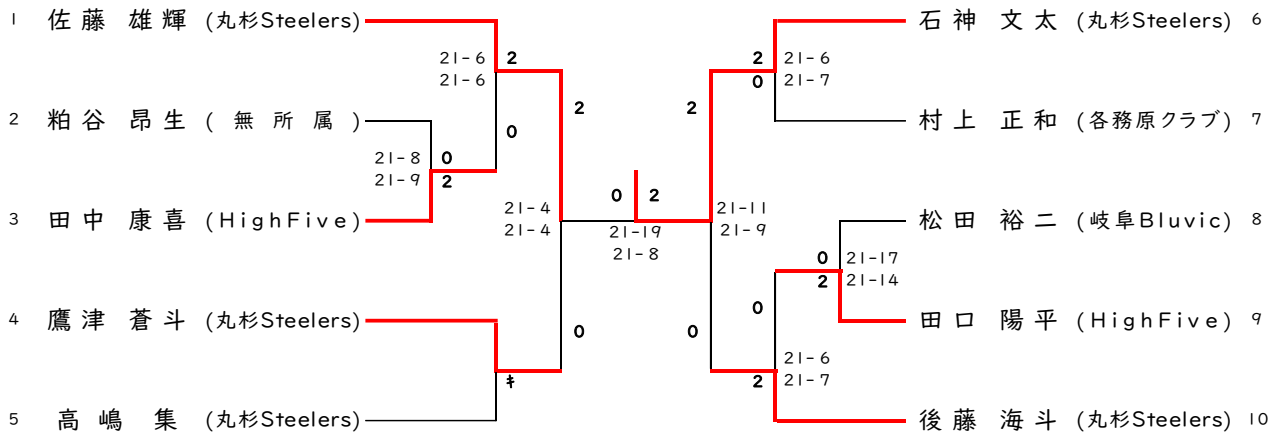 1 佐藤 雄輝 (丸杉Steelers)
21-6 2
21-6
2 粕谷 昂生 ( 無所属 )
2
0
21-8 0
21-9 2
3 田中 康喜 (HighFive)
21-4
21-4
4 鷹津 蒼斗 (丸杉Steelers)
0
キ
5 高嶋 集 (丸杉Steelers)
0 2
21-19
21-8
石神 文太 (丸杉Steelers) 6
2 21-6
0 21-7
2
村上 正和 (各務原クラブ) 7
21-11
21-9
松田 裕二 (岐阜Bluvic) 8
0 21-17
2 21-14
田口 陽平 (HighFive) 9
0
0
21-6
2 21-7
後藤 海斗 (丸杉Steelers) 10